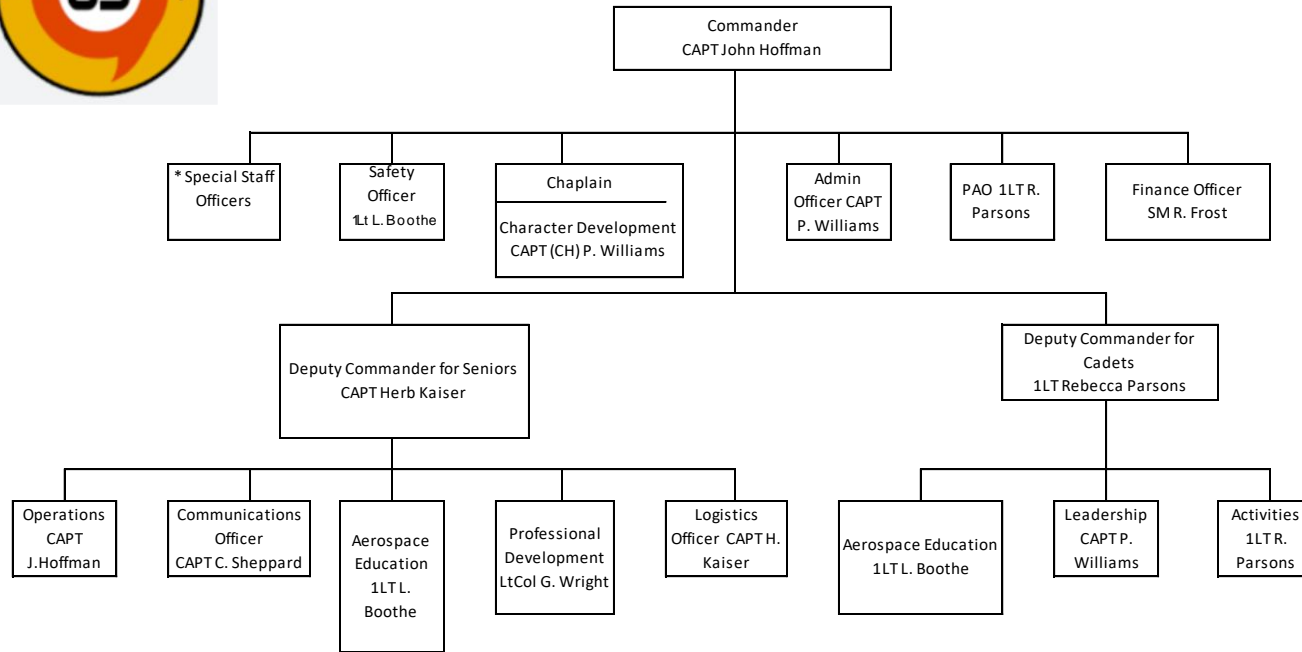 Commander
CAPT John Hoffman
* Special Staff
Officers
Safety
Officer
1Lt L. Boothe
Chaplain
Character Development
CAPT (CH) P. Williams
Admin
Officer CAPT
P. Williams
PAO 1LT R.
Parsons
Finance Officer
SM R. Frost
Deputy Commander for Seniors
CAPT Herb Kaiser
Deputy Commander for
Cadets
1LT Rebecca Parsons
Operations
CAPT
J.Hoffman
Communications
Officer
CAPT C. Sheppard
Aerospace
Education
1LT L.
Boothe
Professional
Development
LtCol G. Wright
Logistics
Officer CAPT H.
Kaiser
Aerospace Education
1LT L. Boothe
Leadership
CAPT P.
Williams
Activities
1LT R.
Parsons